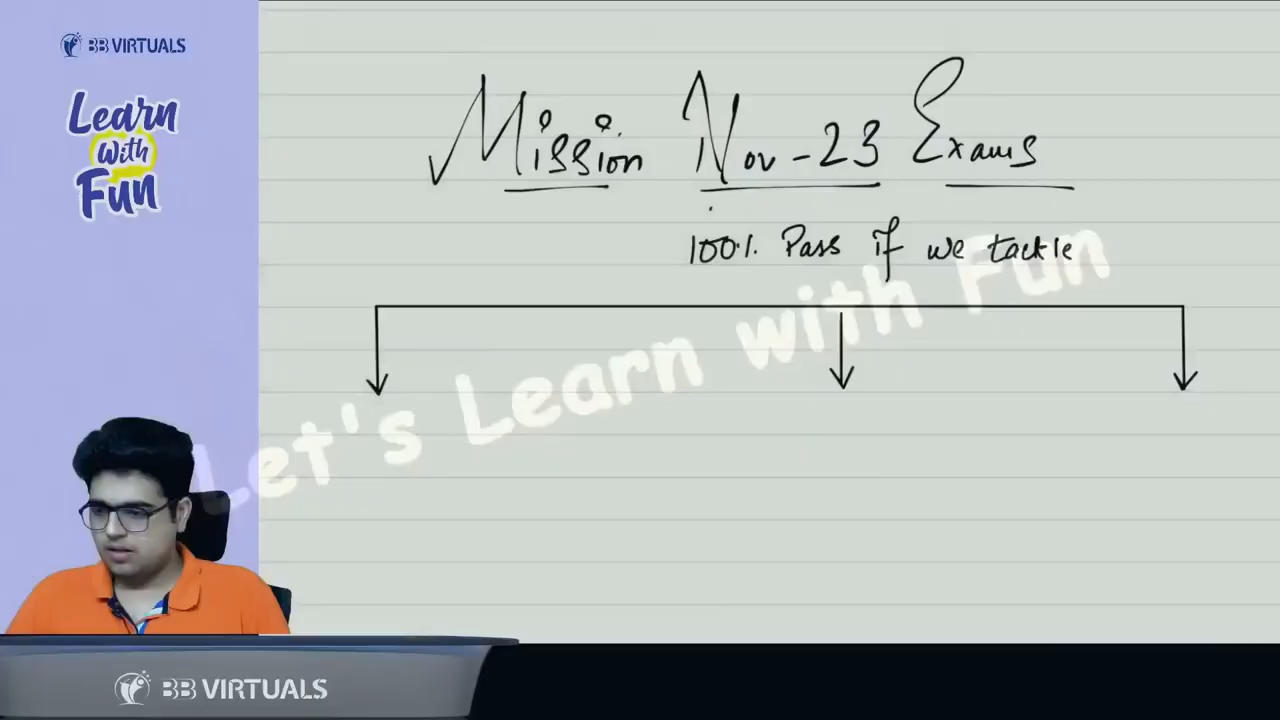 BB VIRTUALS
Learn
with
Fun
Mission Nov-23 Exams
100% Pass if we tackle
Let's Learn with Fun
BB VIRTUALS